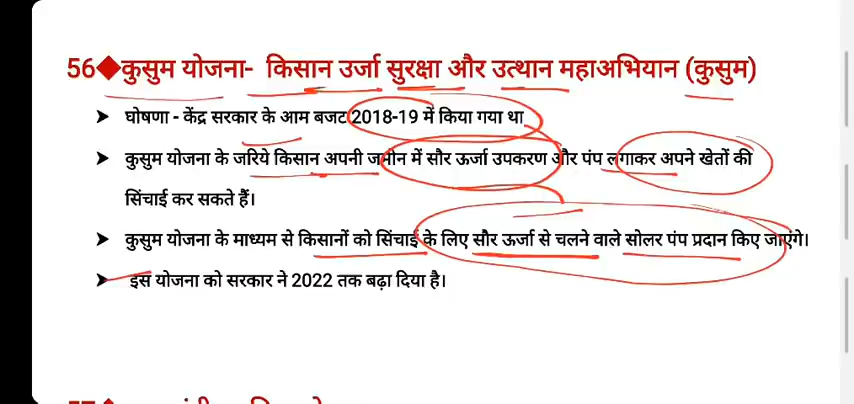 56◆कुसुम योजना- किसान उर्जा सुरक्षा और उत्थान महाअभियान (कुसुम)
➤ घोषणा - केंद्र सरकार के आम बजट 2018-19 में किया गया था
➤ कुसुम योजना के जरिये किसान अपनी जमीन में सौर ऊर्जा उपकरण और पंप लगाकर अपने खेतों की
सिंचाई कर सकते हैं।
➤ कुसुम योजना के माध्यम से किसानों को सिंचाई के लिए सौर ऊर्जा से चलने वाले सोलर पंप प्रदान किए जाएंगे।
➤ इस योजना को सरकार ने 2022 तक बढ़ा दिया है।